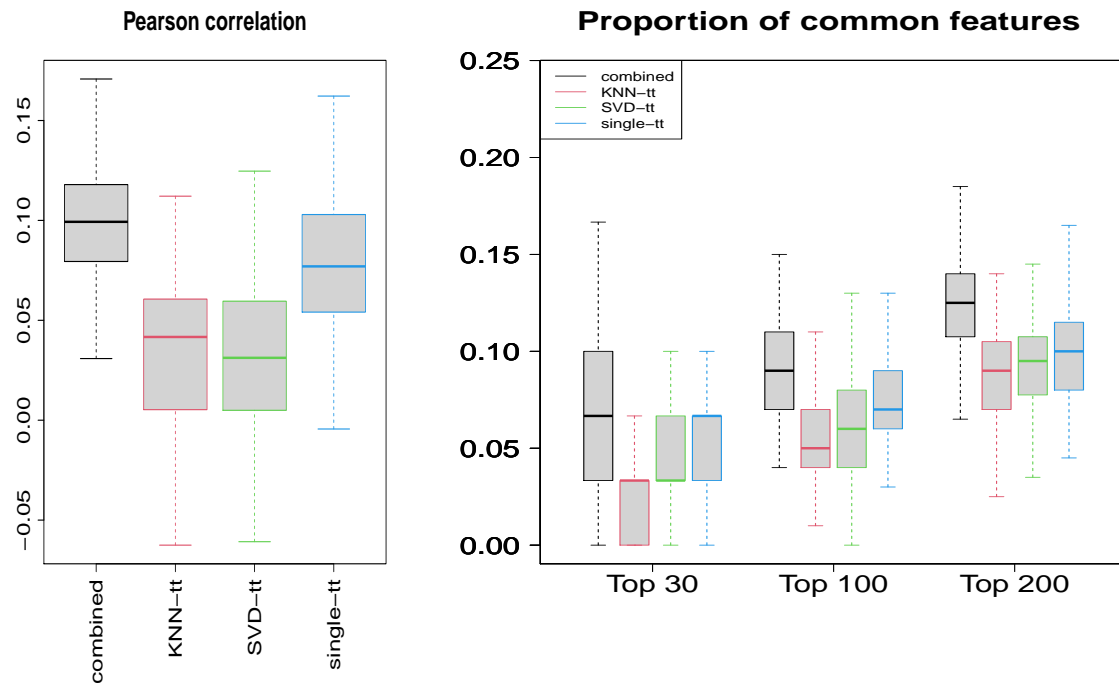 Pearson correlation
0.15
0.10
0.05
0.00
−0.05
combined
KNN−tt
SVD−tt
single−tt
Proportion of common features
0.25
0.20
0.15
0.10
0.05
0.00
combined
KNN−tt
SVD−tt
single−tt
Top 30
Top 100
Top 200